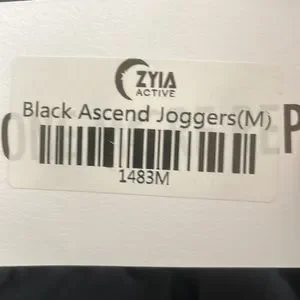 ZYIA
ACTIVE
Black Ascend Joggers(M)
1483M